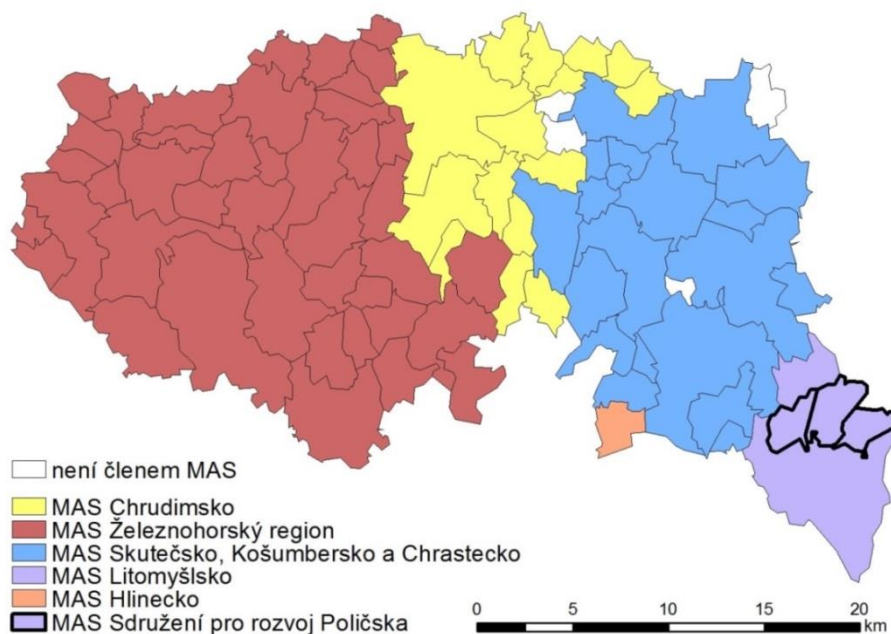 není členem MAS
MAS Chrudimsko
MAS Železnohorský region
MAS Skutečsko, Košumbersko a Chrastecko
MAS Litomyšlsko
MAS Hlinecko
MAS Sdružení pro rozvoj Poličska
0 5 10 15 20
km